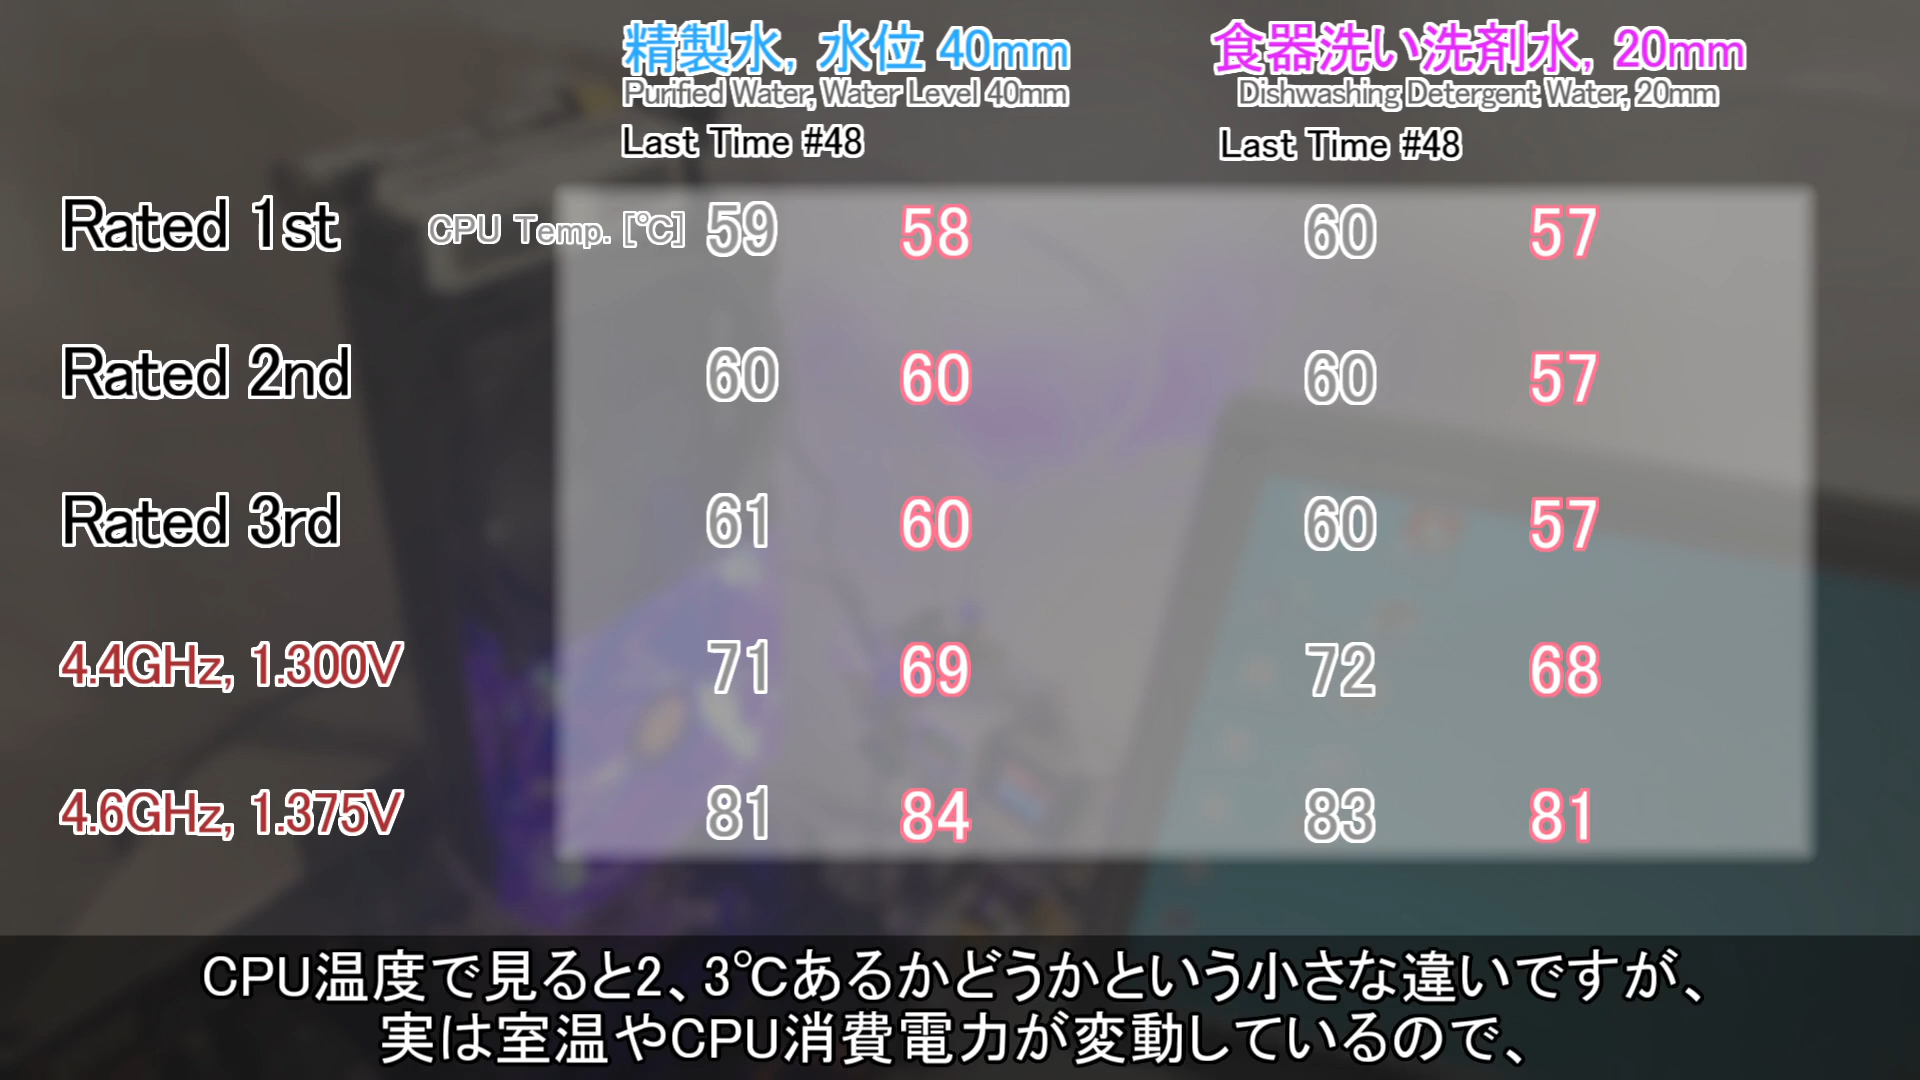 精製水, 水位 40mm
Purified Water, Water Level 40mm
Last Time #48
食器洗い洗剤水, 20mm
Dishwashing Detergent Water, 20mm
Last Time #48
Rated 1st CPU Temp. [℃] 59 58 60 57
Rated 2nd 60 60 60 57
Rated 3rd 61 60 60 57
4.4GHz, 1.300V 71 69 72 68
4.6GHz, 1.375V 81 84 83 81
CPU温度で見ると2、3℃あるかどうかという小さな違いですが、
実は室温やCPU消費電力が変動しているので、